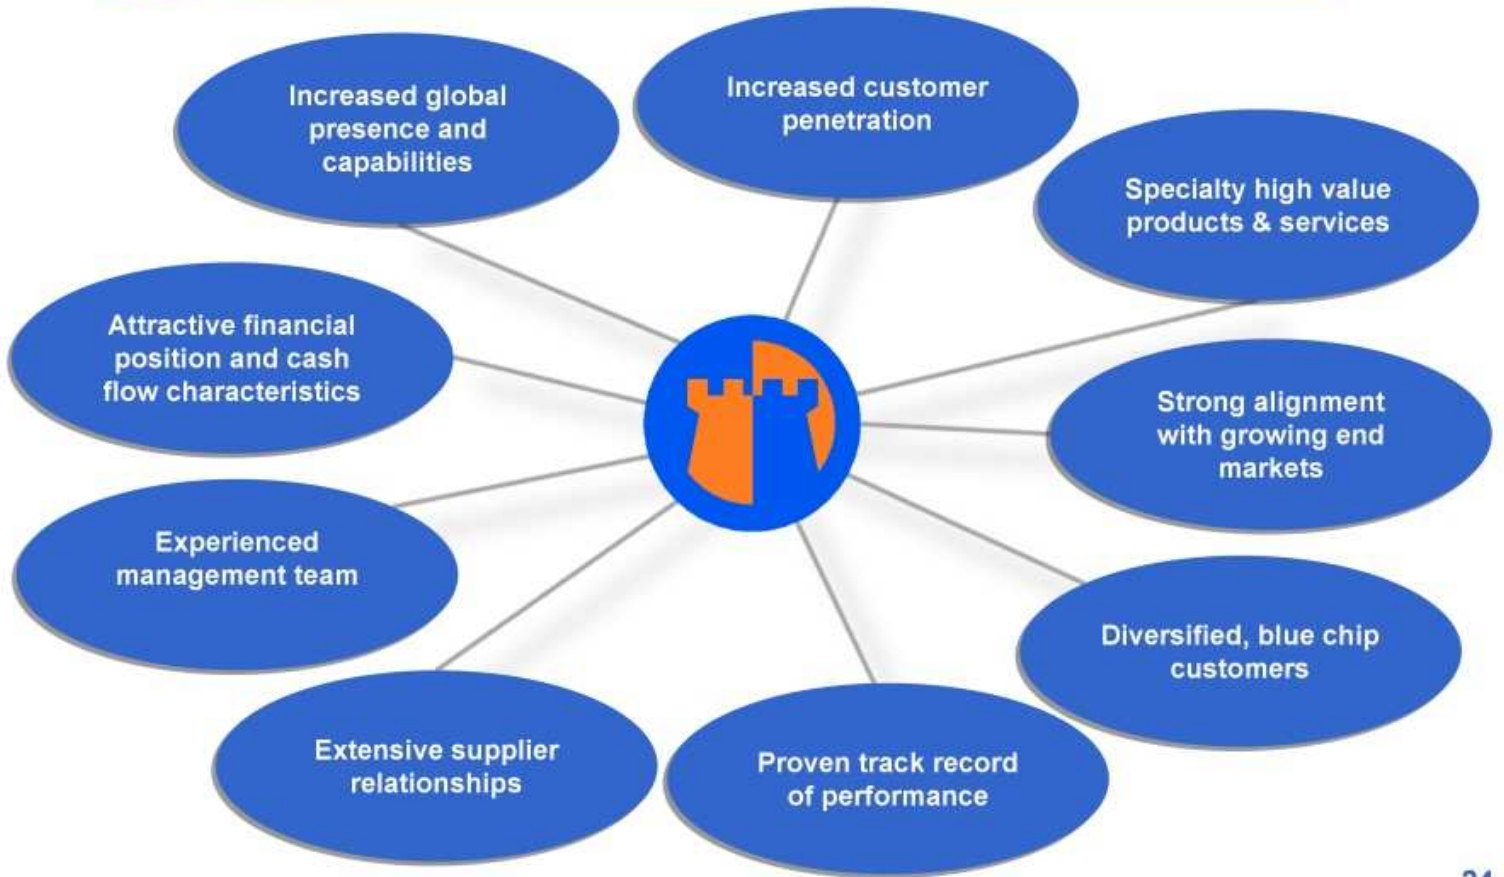 Increased global
presence and
capabilities
Increased customer
penetration
Specialty high value
products & services
Attractive financial
position and cash
flow characteristics
Strong alignment
with growing end
markets
Experienced
management team
Diversified, blue chip
customers
Extensive supplier
relationships
Proven track record
of performance